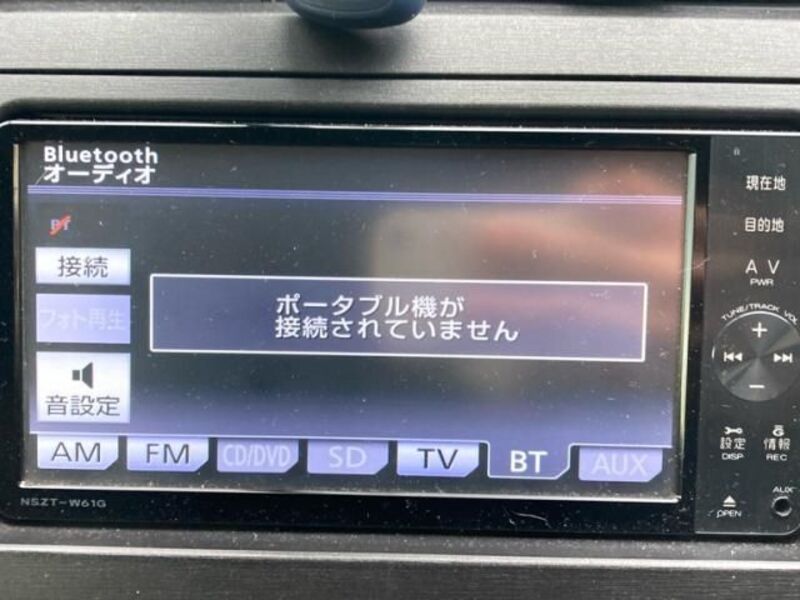 Bluetooth
オーディオ
BT
接続
フォト再生
音設定
ポータブル機が
接続されていません
AM FM CD/DVD SD TV BT AUX
NSZT-W61G
現在地
目的地
AV
PWR
TUNE/TRACK VOL
+
−
設定 情報
DISP REC
OPEN AUX